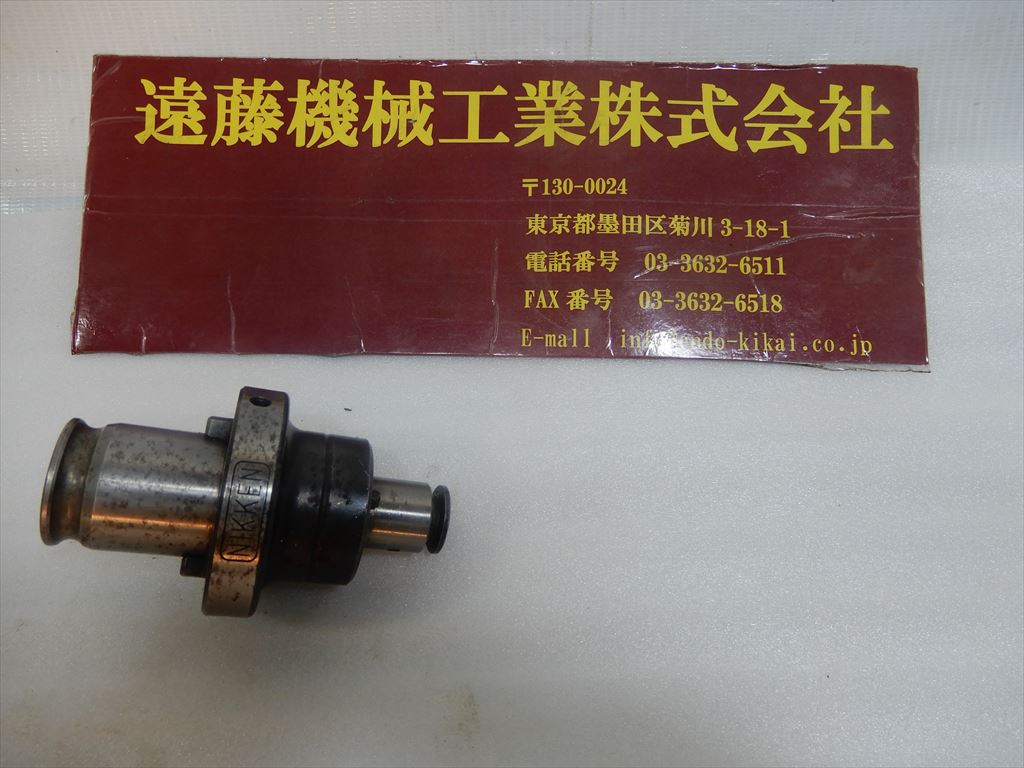 遠藤機械工業株式会社
〒130-0024
東京都墨田区菊川 3-18-1
電話番号 03-3632-6511
FAX 番号 03-3632-6518
E-mall
NIKKEN